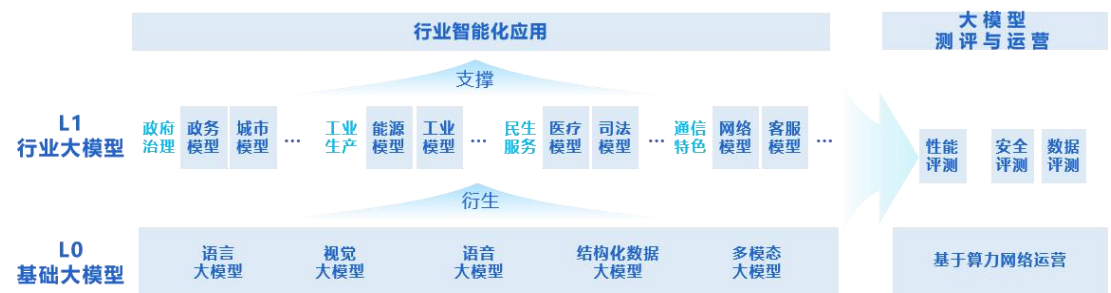 行业智能化应用
大模型
测评与运营
支撑
L1
行业大模型
政府
治理
政务
模型
城市
模型
...
工业
生产
能源
模型
工业
模型
...
民生
服务
医疗
模型
司法
模型
...
通信
特色
网络
模型
客服
模型
...
性能
评测
安全
评测
数据
评测
衍生
L0
基础大模型
语言
大模型
视觉
大模型
语音
大模型
结构化数据
大模型
多模态
大模型
基于算力网络运营